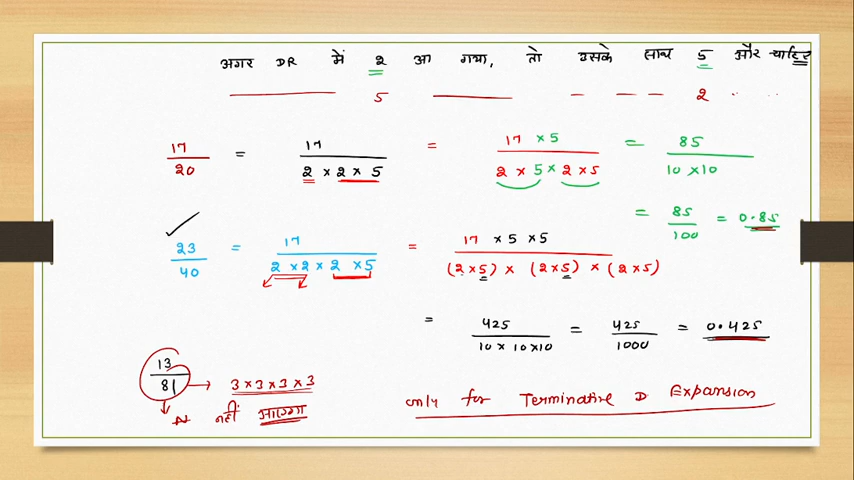 अगर DR में 2 आ गया, तो उसके साथ 5 और चाहिए
5 2
17/20 = 17/(2 × 2 × 5) = (17 × 5)/(2 × 5 × 2 × 5) = 85/(10 × 10)
= 85/100 = 0.85
23/40 = 17/(2 × 2 × 2 × 5) = (17 × 5 × 5)/((2 × 5) × (2 × 5) × (2 × 5))
= 425/(10 × 10 × 10) = 425/1000 = 0.425
13/81 → 3 × 3 × 3 × 3
नहीं आएगा
only for Terminative D Expansion